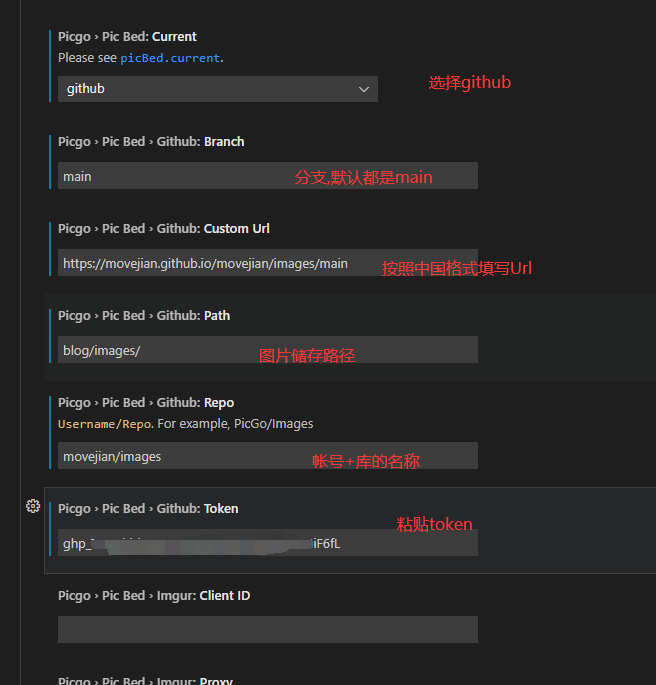 Picgo › Pic Bed: Current
Please see picBed.current.
github
选择github
Picgo › Pic Bed › Github: Branch
main
分支,默认都是main
Picgo › Pic Bed › Github: Custom Url
https://movejian.github.io/movejian/images/main
按照中国格式填写Url
Picgo › Pic Bed › Github: Path
blog/images/
图片储存路径
Picgo › Pic Bed › Github: Repo
Username/Repo. For example, PicGo/Images
movejian/images
帐号+库的名称
Picgo › Pic Bed › Github: Token
粘贴token
ghp_ iF6fL
Picgo › Pic Bed › Imgur: Client ID
Picgo › Pic Bed › Imgur: Proxy